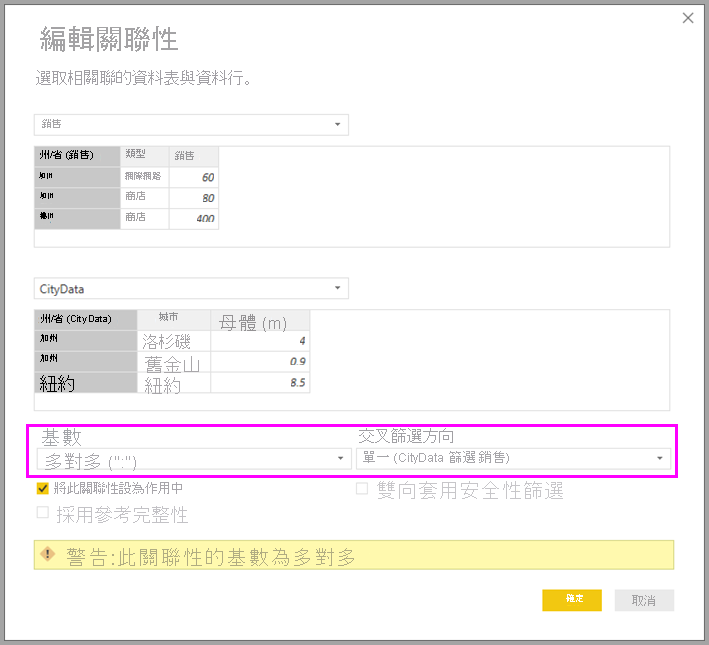 編輯關聯性
選取相關聯的資料表與資料行。
銷售
州/省 (銷售) 類型 銷售
加州 網際網路 60
加州 商店 80
商店 400
CityData
州/省 (CityData) 城市 母體 (m)
加州 洛杉磯 4
加州 舊金山 0.9
紐約 紐約 8.5
基數 交叉篩選方向
多對多 (":") 單一 (CityData 篩選 銷售)
將此關聯性設為作用中 雙向套用安全性篩選
採用參考完整性
警告:此關聯性的基數為多對多
確定 取消